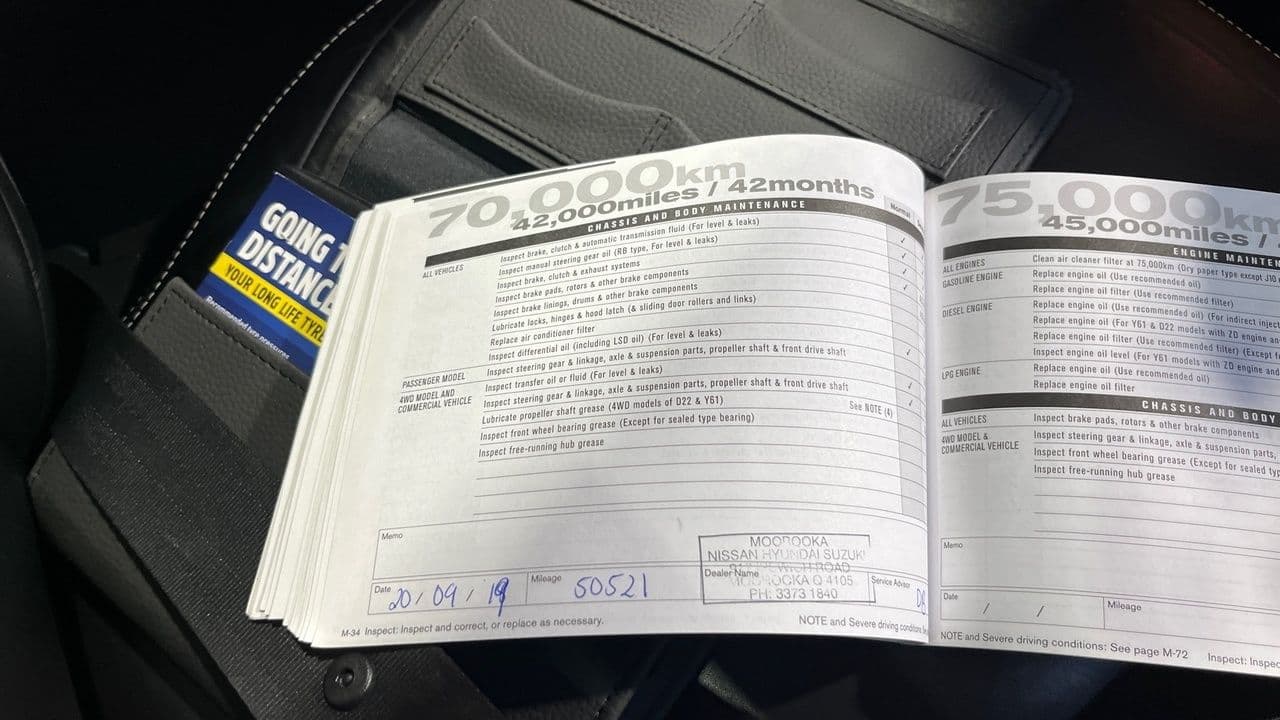 GOING
DISTANCE
YOUR LONG LIFE TYRE
70,000km
42,000miles / 42months
CHASSIS AND BODY MAINTENANCE
Normal
ALL VEHICLES
Inspect brake, clutch & automatic transmission fluid (For level & leaks)
Inspect manual steering gear oil (RB type, For level & leaks)
Inspect brake, clutch & exhaust systems
Inspect brake pads, rotors & other brake components
Inspect brake linings, drums & other brake components
Lubricate locks, hinges & hood latch (& sliding door rollers and links)
Replace air conditioner filter
Inspect differential oil (including LSD oil) (For level & leaks)
PASSENGER MODEL
Inspect steering gear & linkage, axle & suspension parts, propeller shaft & front drive shaft
4WD MODEL AND
COMMERCIAL VEHICLE
Inspect transfer oil or fluid (For level & leaks)
Inspect steering gear & linkage, axle & suspension parts, propeller shaft & front drive shaft
Lubricate propeller shaft grease (4WD models of D22 & Y61)
Inspect front wheel bearing grease (Except for sealed type bearing) See NOTE (4)
Inspect free-running hub grease
Memo
Date 20 / 09 / 19
Mileage 50521
MOOROOKA
NISSAN HYUNDAI SUZUKI
Dealer Name
Q 4105
PH: 3373 1840
Service Advisor
M-34 Inspect: Inspect and correct, or replace as necessary.
NOTE and Severe driving conditions:
75,000km
45,000miles /
ENGINE MAINTEN
ALL ENGINES
Clean air cleaner filter at 75,000km (Dry paper type except J10
GASOLINE ENGINE
Replace engine oil (Use recommended oil)
Replace engine oil filter (Use recommended filter)
DIESEL ENGINE
Replace engine oil (Use recommended oil) (For indirect inje
Replace engine oil (For Y61 & D22 models with ZD engine an
Replace engine oil filter (Use recommended filter) (Except f
Inspect engine oil level (For Y61 models with ZD engine and
LPG ENGINE
Replace engine oil (Use recommended oil)
Replace engine oil filter
CHASSIS AND BODY
ALL VEHICLES
Inspect brake pads, rotors & other brake components
4WD MODEL &
COMMERCIAL VEHICLE
Inspect steering gear & linkage, axle & suspension parts,
Inspect front wheel bearing grease (Except for sealed typ
Inspect free-running hub grease
Memo
Date / /
Mileage
NOTE and Severe driving conditions: See page M-72
Inspect: Inspec